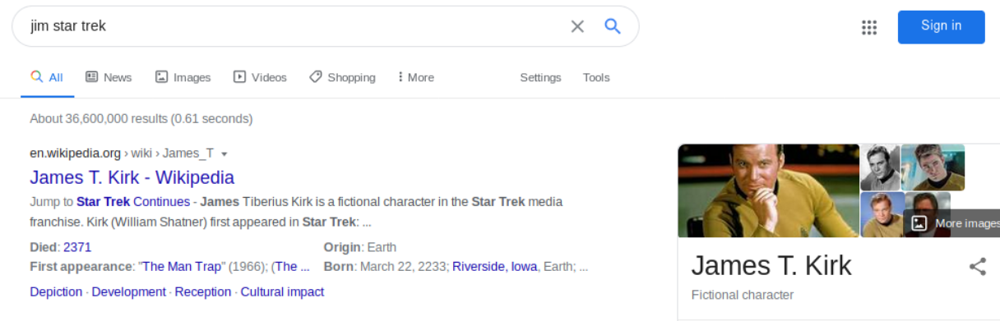 jim star trek
Sign in
All News Images Videos Shopping More Settings Tools
About 36,600,000 results (0.61 seconds)
en.wikipedia.org › wiki › James_T
James T. Kirk - Wikipedia
Jump to Star Trek Continues - James Tiberius Kirk is a fictional character in the Star Trek media
franchise. Kirk (William Shatner) first appeared in Star Trek: ...
Died: 2371 Origin: Earth
First appearance: "The Man Trap" (1966); (The ... Born: March 22, 2233; Riverside, Iowa, Earth; ...
Depiction · Development · Reception · Cultural impact
More images
James T. Kirk
Fictional character